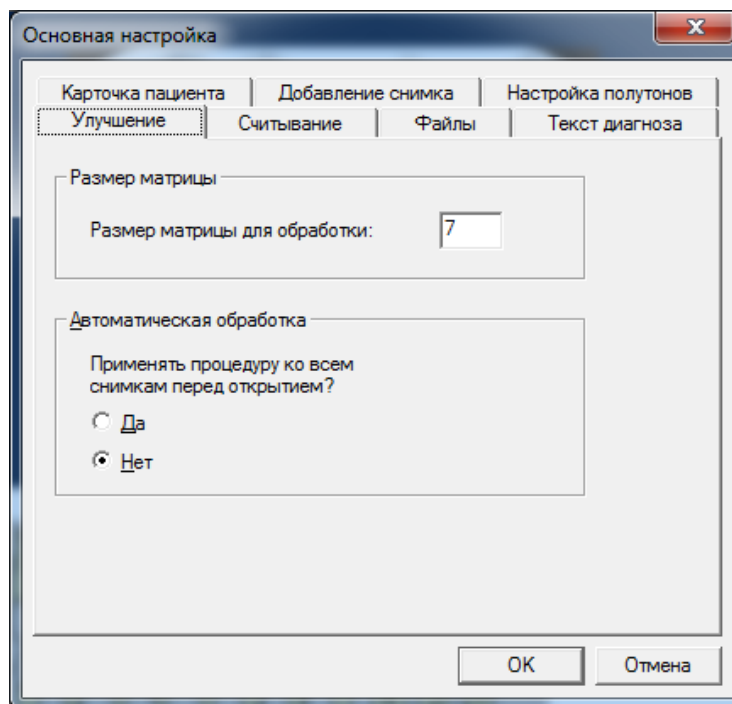 Основная настройка
Карточка пациента
Добавление снимка
Настройка полутонов
Улучшение
Считывание
Файлы
Текст диагноза
Размер матрицы
Размер матрицы для обработки:
7
Автоматическая обработка
Применять процедуру ко всем
снимкам перед открытием?
Да
Нет
OK
Отмена